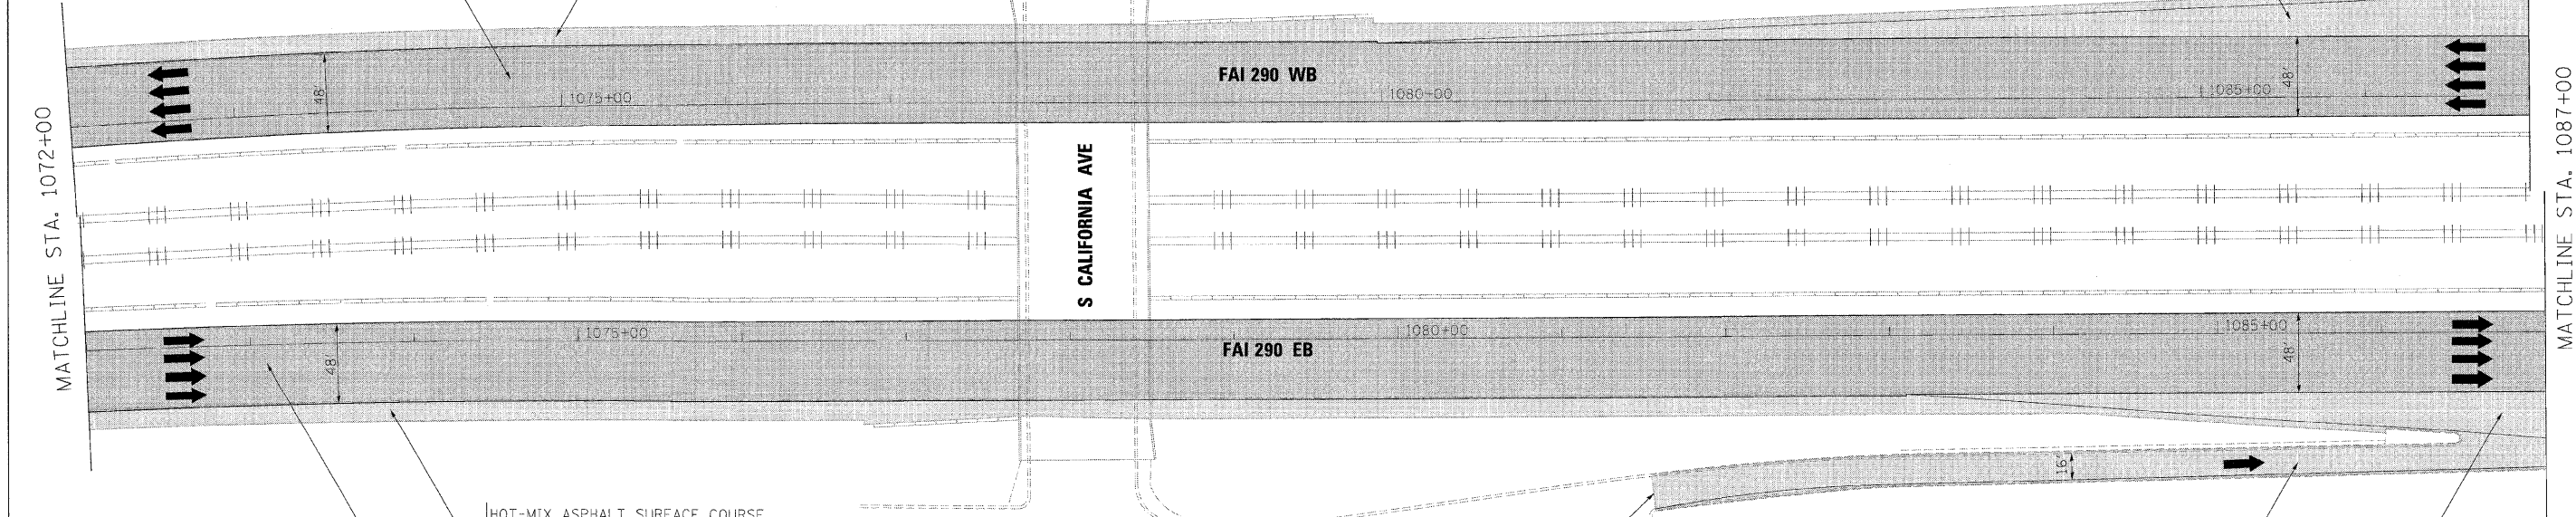 MATCHLINE STA. 1072+00
48'
1075+00
FAI 290 WB
1080+00
1085+00
48'
MATCHLINE STA. 1087+00
S CALIFORNIA AVE
48'
1075+00
FAI 290 EB
1080+00
1085+00
48'
16'
HOT-MIX ASPHALT SURFACE COURSE